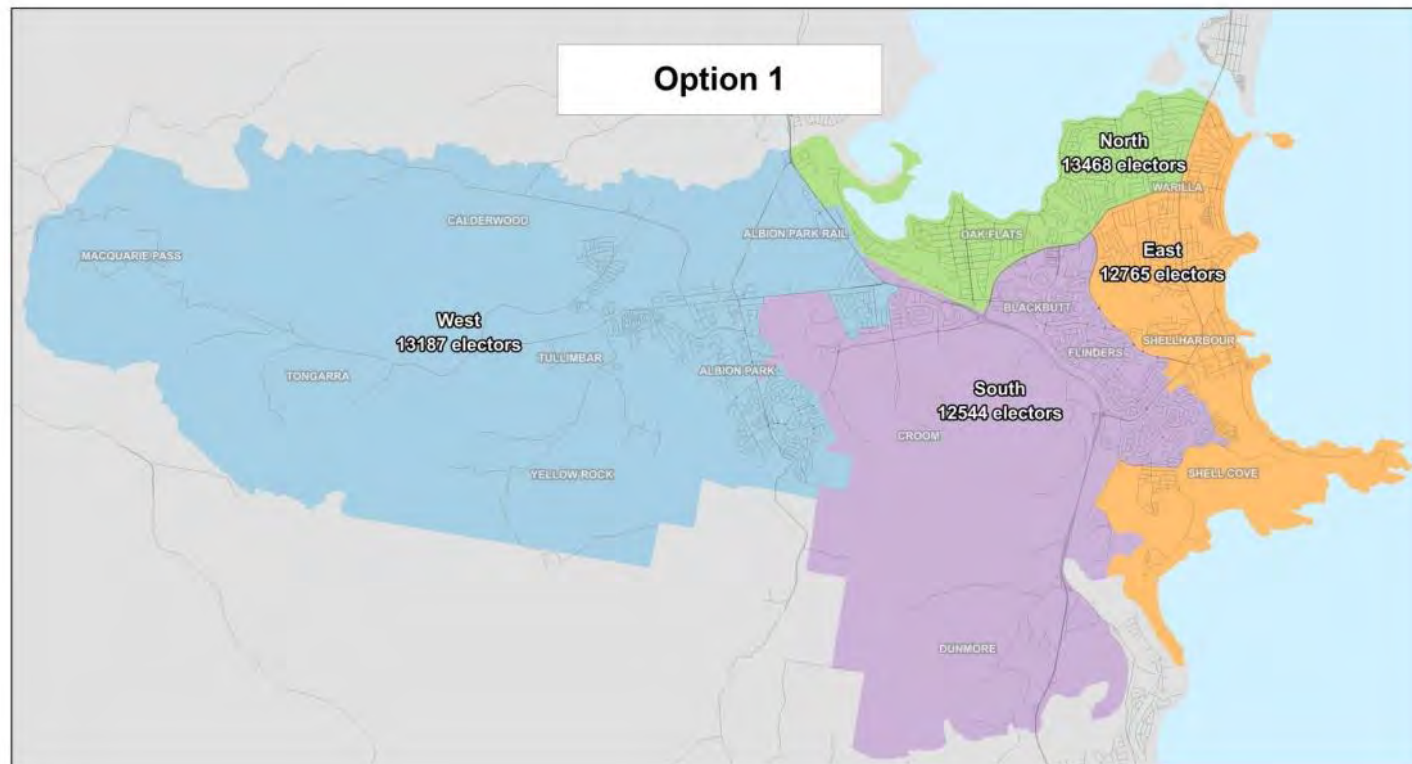 Option 1
North
13468 electors
WARILLA
CALDERWOOD
ALBION PARK RAIL
OAK FLATS
MACQUARIE PASS
East
12765 electors
BLACKBUTT
West
13187 electors
SHELLHARBOUR
FLINDERS
TULLIMBAR
ALBION PARK
TONGARRA
South
12544 electors
CROOM
YELLOW ROCK
SHELL COVE
DUNMORE